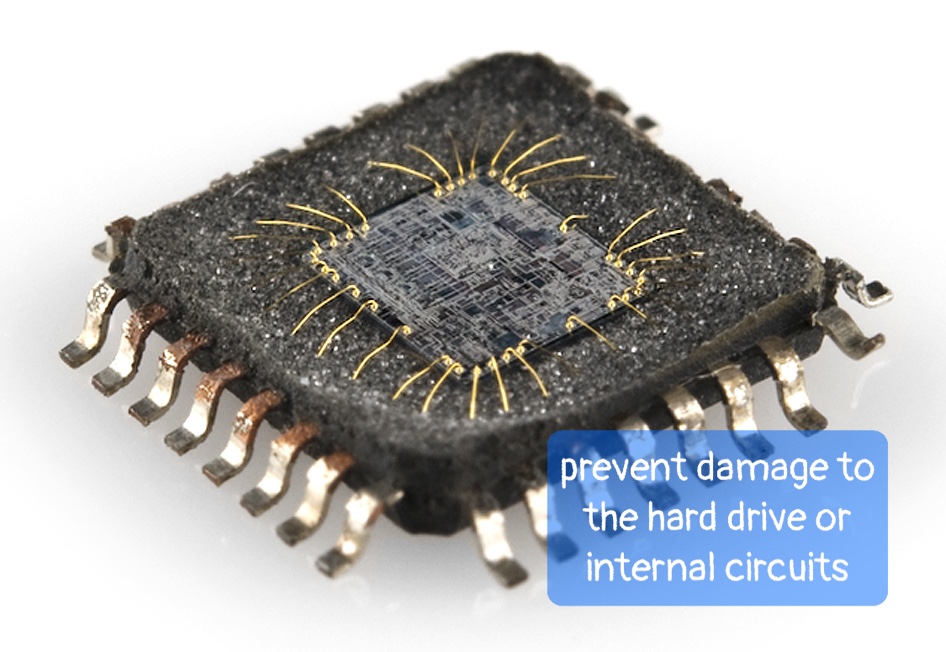 prevent damage to
the hard drive or
internal circuits